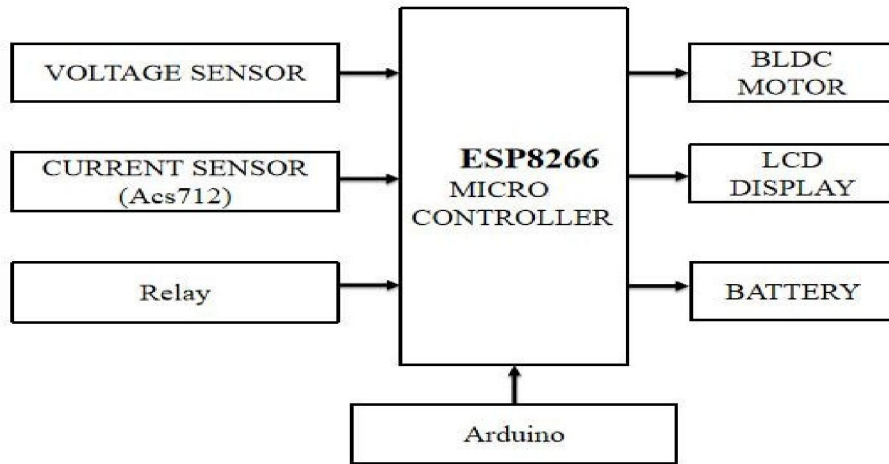 VOLTAGE SENSOR
CURRENT SENSOR
(Acs712)
Relay
ESP8266
MICRO
CONTROLLER
BLDC
MOTOR
LCD
DISPLAY
BATTERY
Arduino